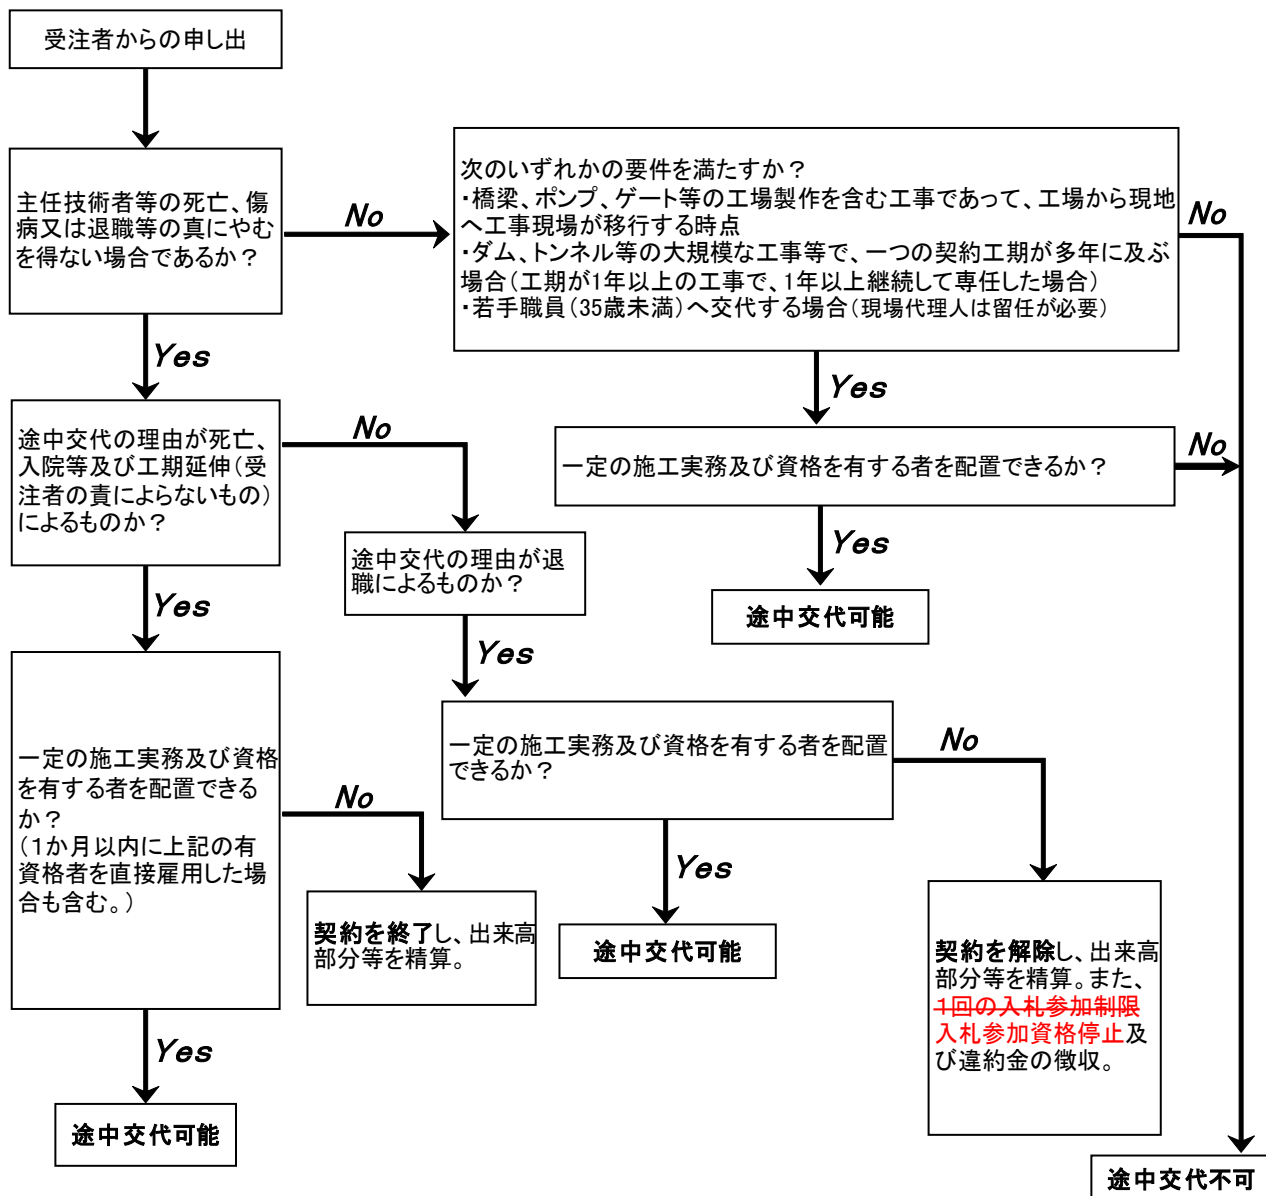 受注者からの申し出
主任技術者等の死亡、傷
病又は退職等の真にやむ
を得ない場合であるか？
No
次のいずれかの要件を満たすか？
・橋梁、ポンプ、ゲート等の工場製作を含む工事であって、工場から現地
へ工事現場が移行する時点
・ダム、トンネル等の大規模な工事等で、一つの契約工期が多年に及ぶ
場合（工期が1年以上の工事で、1年以上継続して専任した場合）
・若手職員（35歳未満）へ交代する場合（現場代理人は留任が必要）
No
Yes
Yes
途中交代の理由が死亡、
入院等及び工期延伸（受
注者の責によらないもの）
によるものか？
No
一定の施工実務及び資格を有する者を配置できるか？
No
Yes
途中交代可能
途中交代の理由が退
職によるものか？
Yes
Yes
一定の施工実務及び資格
を有する者を配置できる
か？
（１か月以内に上記の有
資格者を直接雇用した場
合も含む。）
No
一定の施工実務及び資格を有する者を配置
できるか？
No
Yes
契約を終了し、出来高
部分等を精算。
途中交代可能
契約を解除し、出来高
部分等を精算。また、
1回の入札参加制限
入札参加資格停止及
び違約金の徴収。
Yes
途中交代可能
途中交代不可